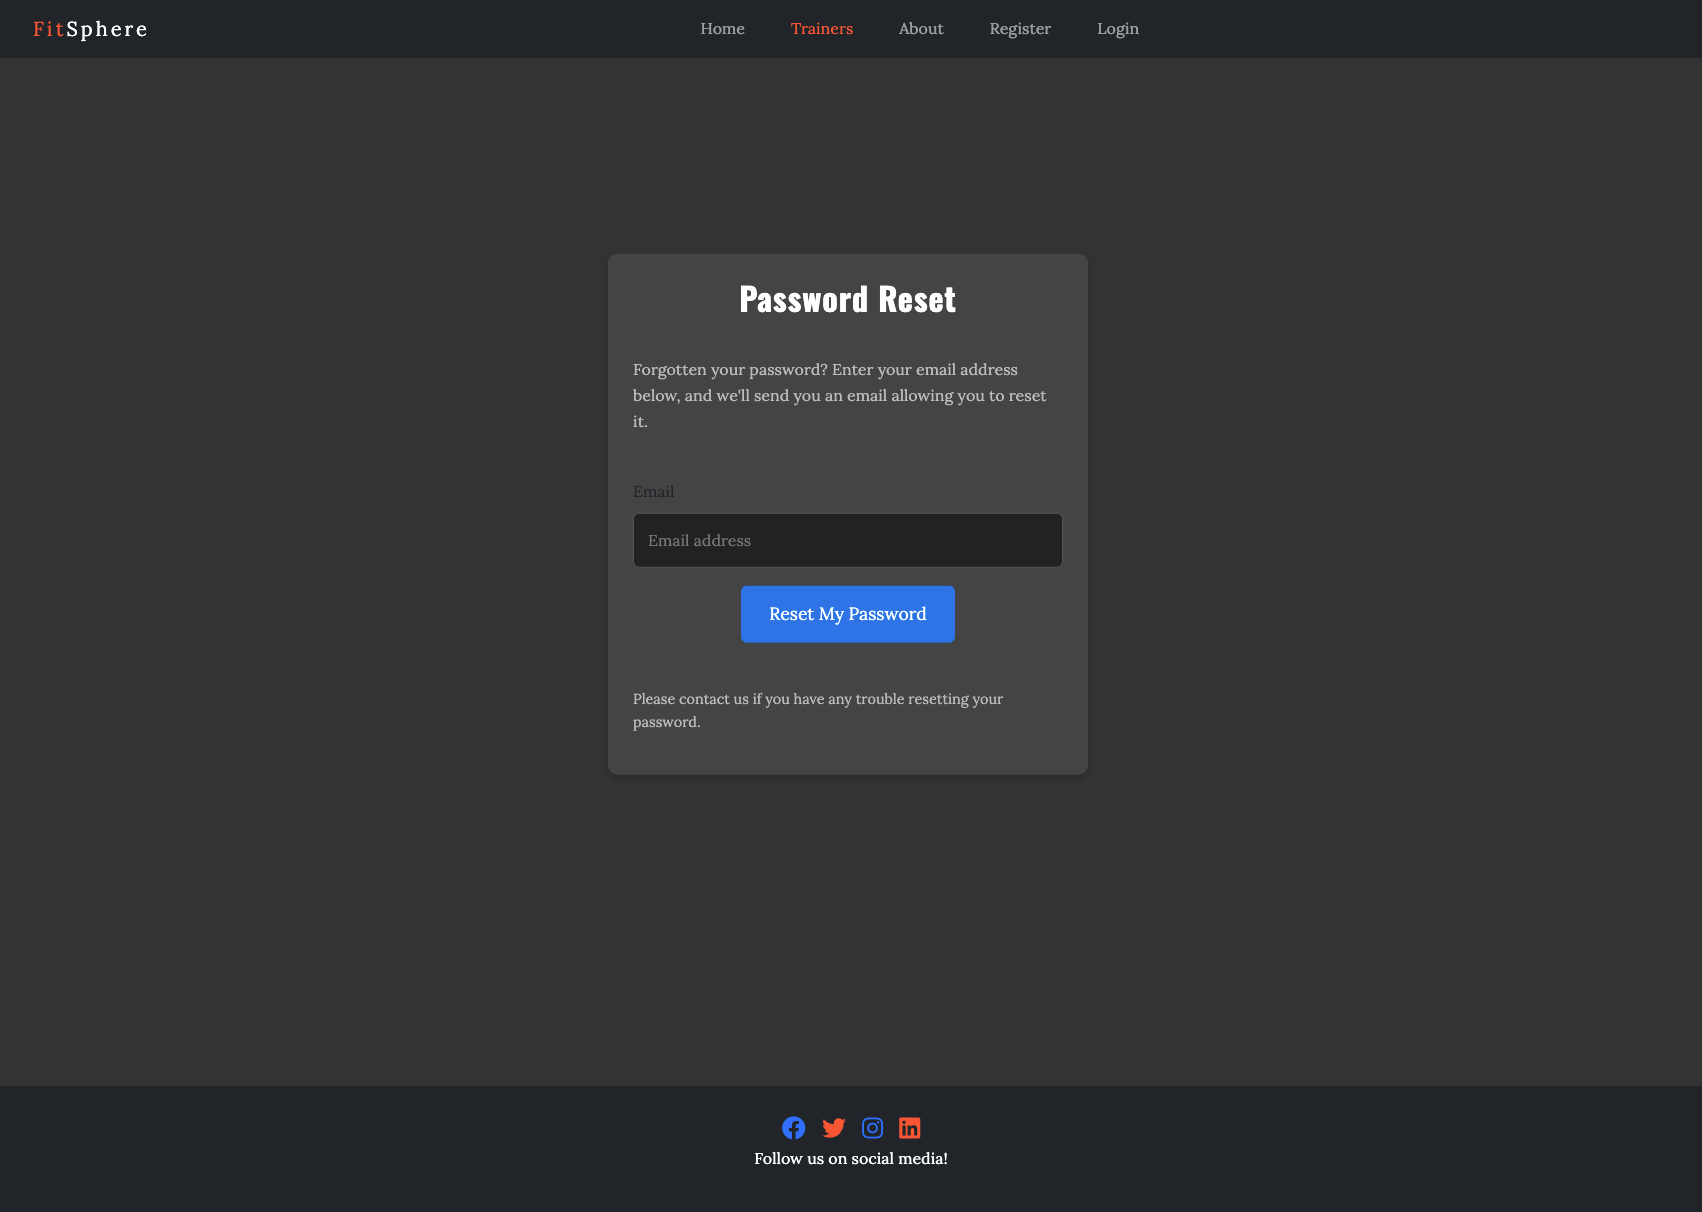 FitSphere
Home
Trainers
About
Register
Login
Password Reset
Forgotten your password? Enter your email address
below, and we'll send you an email allowing you to reset
it.
Email
Email address
Reset My Password
Please contact us if you have any trouble resetting your
password.
Follow us on social media!